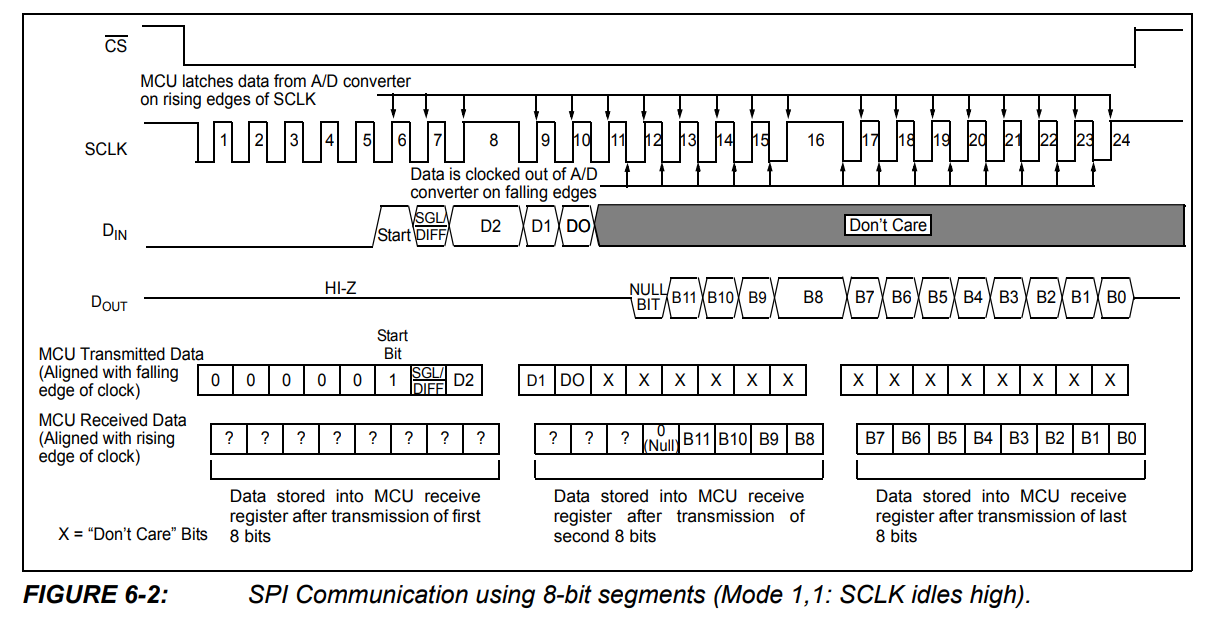 CS
MCU latches data from A/D converter
on rising edges of SCLK
SCLK
1 2 3 4 5 6 7 8 9 10 11 12 13 14 15 16 17 18 19 20 21 22 23 24
Data is clocked out of A/D
converter on falling edges
DIN
Start SGL/DIFF D2 D1 DO Don't Care
HI-Z
DOUT
NULL BIT B11 B10 B9 B8 B7 B6 B5 B4 B3 B2 B1 B0
Start
Bit
MCU Transmitted Data
(Aligned with falling
edge of clock)
0 0 0 0 0 1 SGL/DIFF D2 D1 DO X X X X X X X X X X X X X X
MCU Received Data
(Aligned with rising
edge of clock)
? ? ? ? ? ? ? ? ? ? ? 0 (Null) B11 B10 B9 B8 B7 B6 B5 B4 B3 B2 B1 B0
Data stored into MCU receive
register after transmission of first
8 bits
Data stored into MCU receive
register after transmission of
second 8 bits
Data stored into MCU receive
register after transmission of last
8 bits
X = "Don't Care" Bits
FIGURE 6-2: SPI Communication using 8-bit segments (Mode 1,1: SCLK idles high).